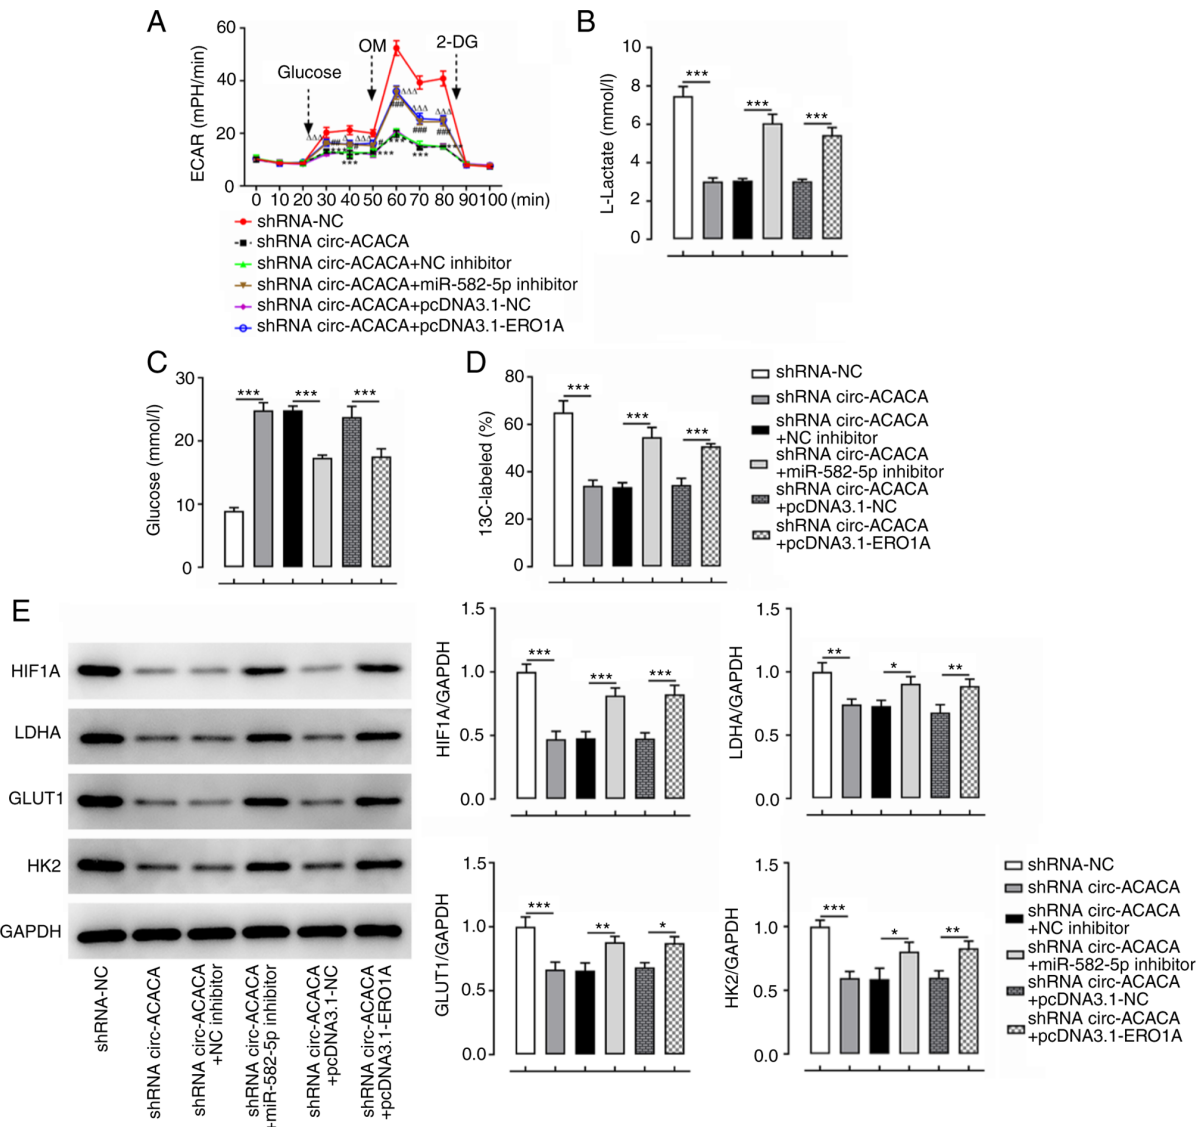 A
60
40
20
0
ECAR (mPH/min)
Glucose
OM
2-DG
0 10 20 30 40 50 60 70 80 90 100 (min)
shRNA-NC
shRNA circ-ACACA
shRNA circ-ACACA+NC inhibitor
shRNA circ-ACACA+miR-582-5p inhibitor
shRNA circ-ACACA+pcDNA3.1-NC
shRNA circ-ACACA+pcDNA3.1-ERO1A
B
10
8
6
4
2
0
L-Lactate (mmol/l)
*** *** ***
C
30
20
10
0
Glucose (mmol/l)
*** *** ***
D
80
60
40
20
0
13C-labeled (%)
*** *** ***
shRNA-NC
shRNA circ-ACACA
shRNA circ-ACACA
+NC inhibitor
shRNA circ-ACACA
+miR-582-5p inhibitor
shRNA circ-ACACA
+pcDNA3.1-NC
shRNA circ-ACACA
+pcDNA3.1-ERO1A
E
HIF1A
LDHA
GLUT1
HK2
GAPDH
shRNA-NC
shRNA circ-ACACA
shRNA circ-ACACA
+NC inhibitor
shRNA circ-ACACA
+miR-582-5p inhibitor
shRNA circ-ACACA
+pcDNA3.1-NC
shRNA circ-ACACA
+pcDNA3.1-ERO1A
1.5
1.0
0.5
0.0
HIF1A/GAPDH
*** *** ***
1.5
1.0
0.5
0.0
LDHA/GAPDH
** * **
1.5
1.0
0.5
0.0
GLUT1/GAPDH
*** ** *
1.5
1.0
0.5
0.0
HK2/GAPDH
*** * **
shRNA-NC
shRNA circ-ACACA
shRNA circ-ACACA
+NC inhibitor
shRNA circ-ACACA
+miR-582-5p inhibitor
shRNA circ-ACACA
+pcDNA3.1-NC
shRNA circ-ACACA
+pcDNA3.1-ERO1A